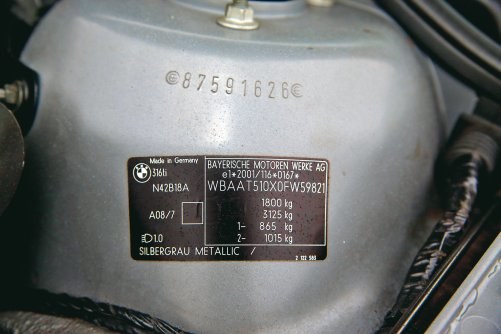 87591626
Made in Germany
BMW
316ti
N42B18A
A08/7
1.0
BAYERISCHE MOTOREN WERKE AG
e1*2001/116*0167*
WBAAT510X0FW59821
1800 kg
3125 kg
1- 865 kg
2- 1015 kg
SILBERGRAU METALLIC /